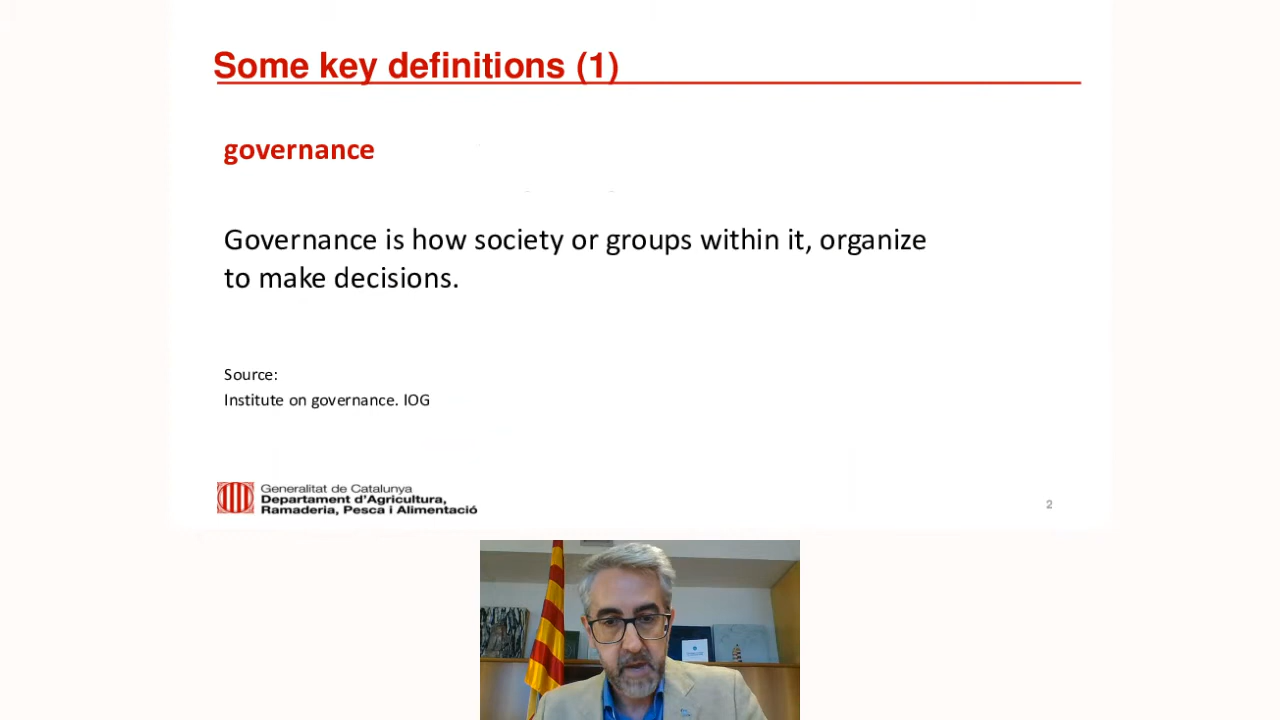 Some key definitions (1)
governance
Governance is how society or groups within it, organize
to make decisions.
Source:
Institute on governance. IOG
Generalitat de Catalunya
Departament d'Agricultura,
Ramaderia, Pesca i Alimentació
2